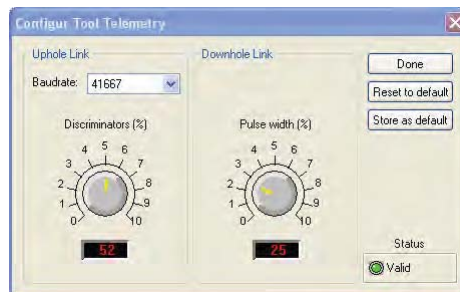 Configur Tool Telemetry
Uphole Link
Baudrate: 41667
Discriminators (%)
0 1 2 3 4 5 6 7 8 9 10
52
Downhole Link
Pulse width (%)
0 1 2 3 4 5 6 7 8 9 10
25
Done
Reset to default
Store as default
Status
Valid